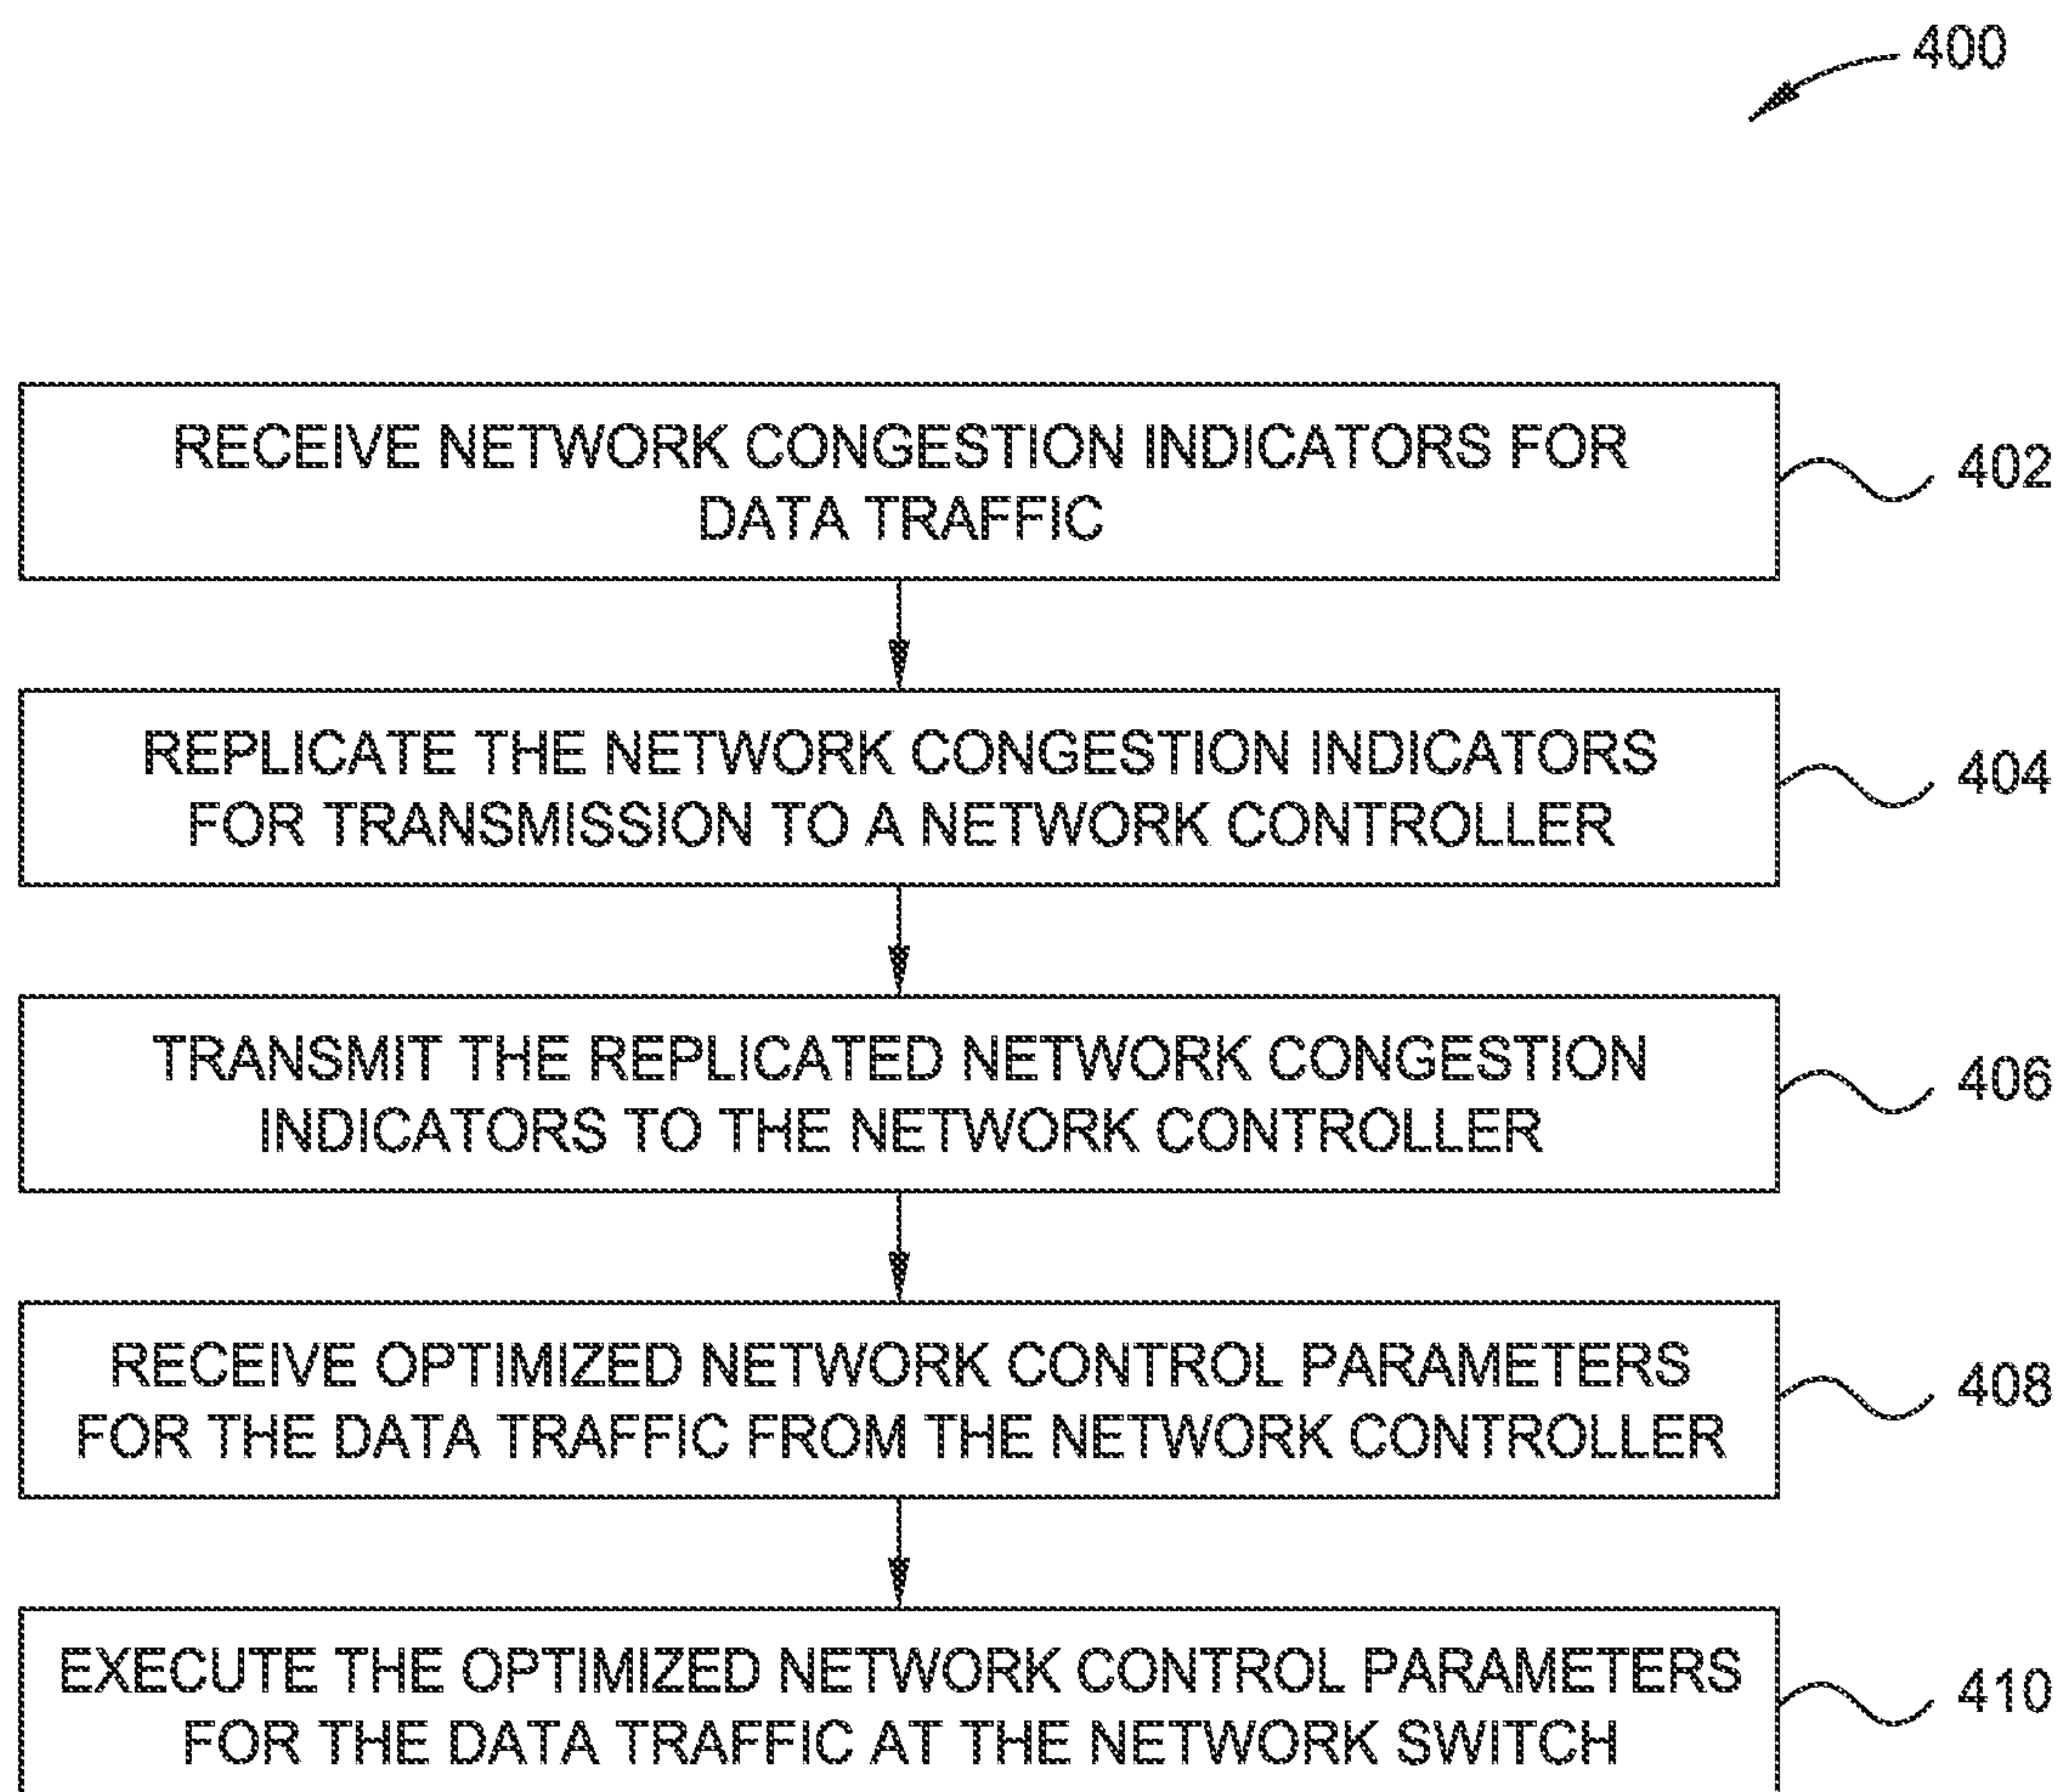 400
RECEIVE NETWORK CONGESTION INDICATORS FOR
DATA TRAFFIC
402
REPLICATE THE NETWORK CONGESTION INDICATORS
FOR TRANSMISSION TO A NETWORK CONTROLLER
404
TRANSMIT THE REPLICATED NETWORK CONGESTION
INDICATORS TO THE NETWORK CONTROLLER
406
RECEIVE OPTIMIZED NETWORK CONTROL PARAMETERS
FOR THE DATA TRAFFIC FROM THE NETWORK CONTROLLER
408
EXECUTE THE OPTIMIZED NETWORK CONTROL PARAMETERS
FOR THE DATA TRAFFIC AT THE NETWORK SWITCH
410